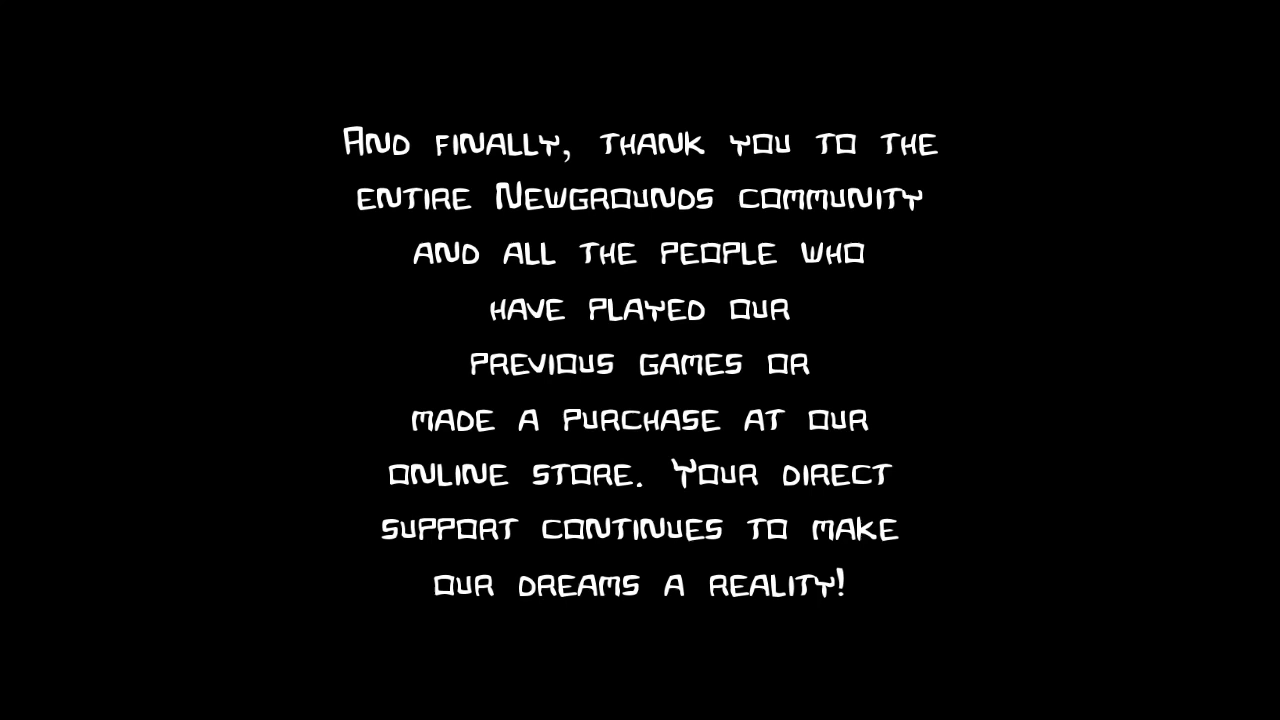 And finally, thank you to the
entire Newgrounds community
and all the people who
have played our
previous games or
made a purchase at our
online store. Your direct
support continues to make
our dreams a reality!